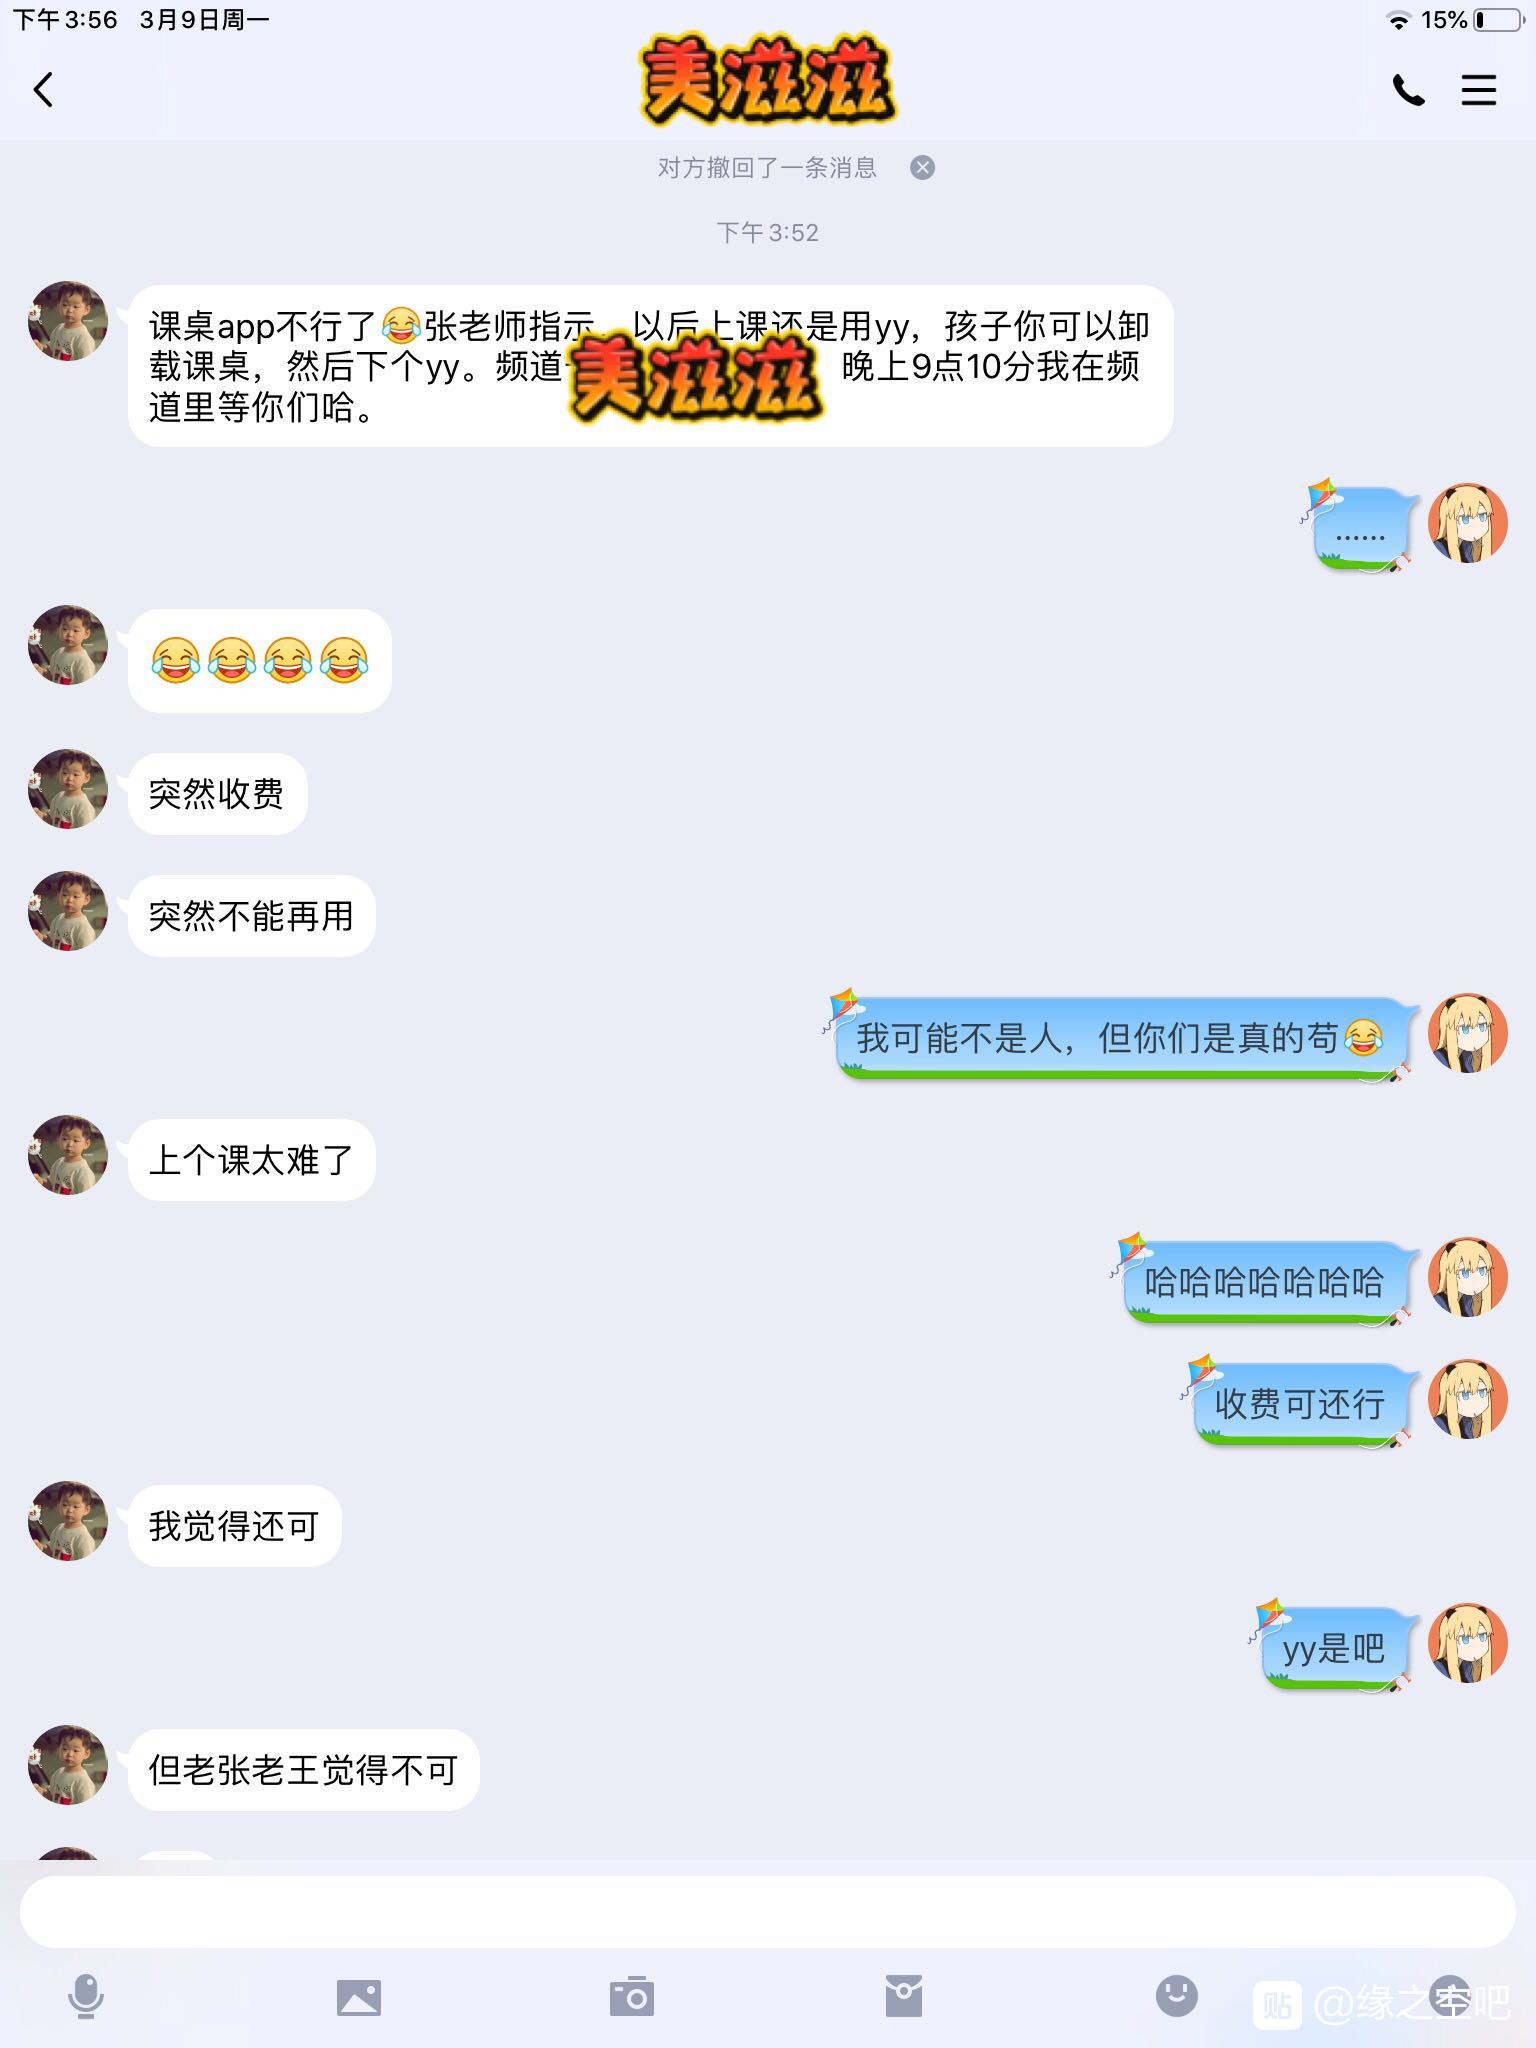 下午3:56 3月9日周一
15%
美滋滋
对方撤回了一条消息
下午3:52
课桌app不行了😂张老师指示，以后上课还是用yy，孩子你可以卸
载课桌，然后下个yy。频道 美滋滋 晚上9点10分我在频
道里等你们哈。
……
😂😂😂😂
突然收费
突然不能再用
我可能不是人，但你们是真的苟😂
上个课太难了
哈哈哈哈哈哈哈
收费可还行
我觉得还可
yy是吧
但老张老王觉得不可
贴 @缘之空吧